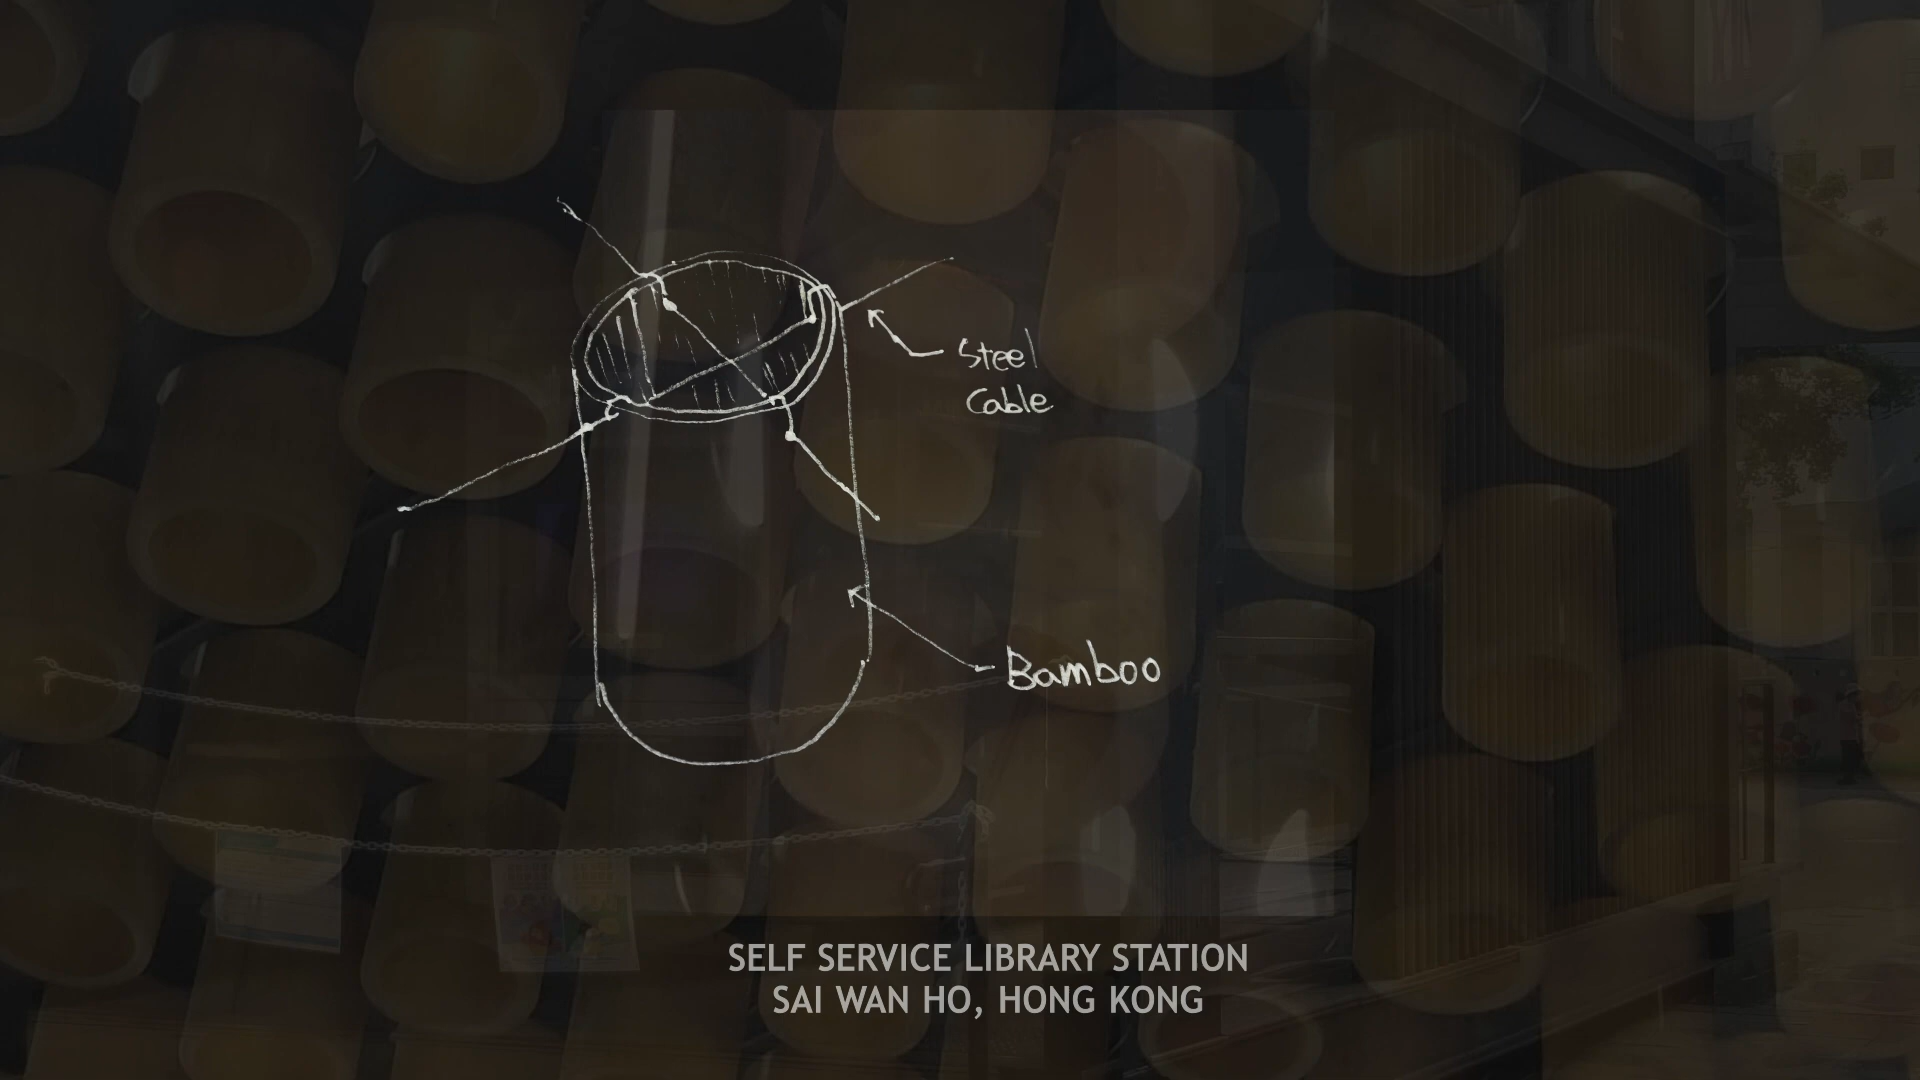 Steel
Cable
Bamboo
SELF SERVICE LIBRARY STATION
SAI WAN HO, HONG KONG